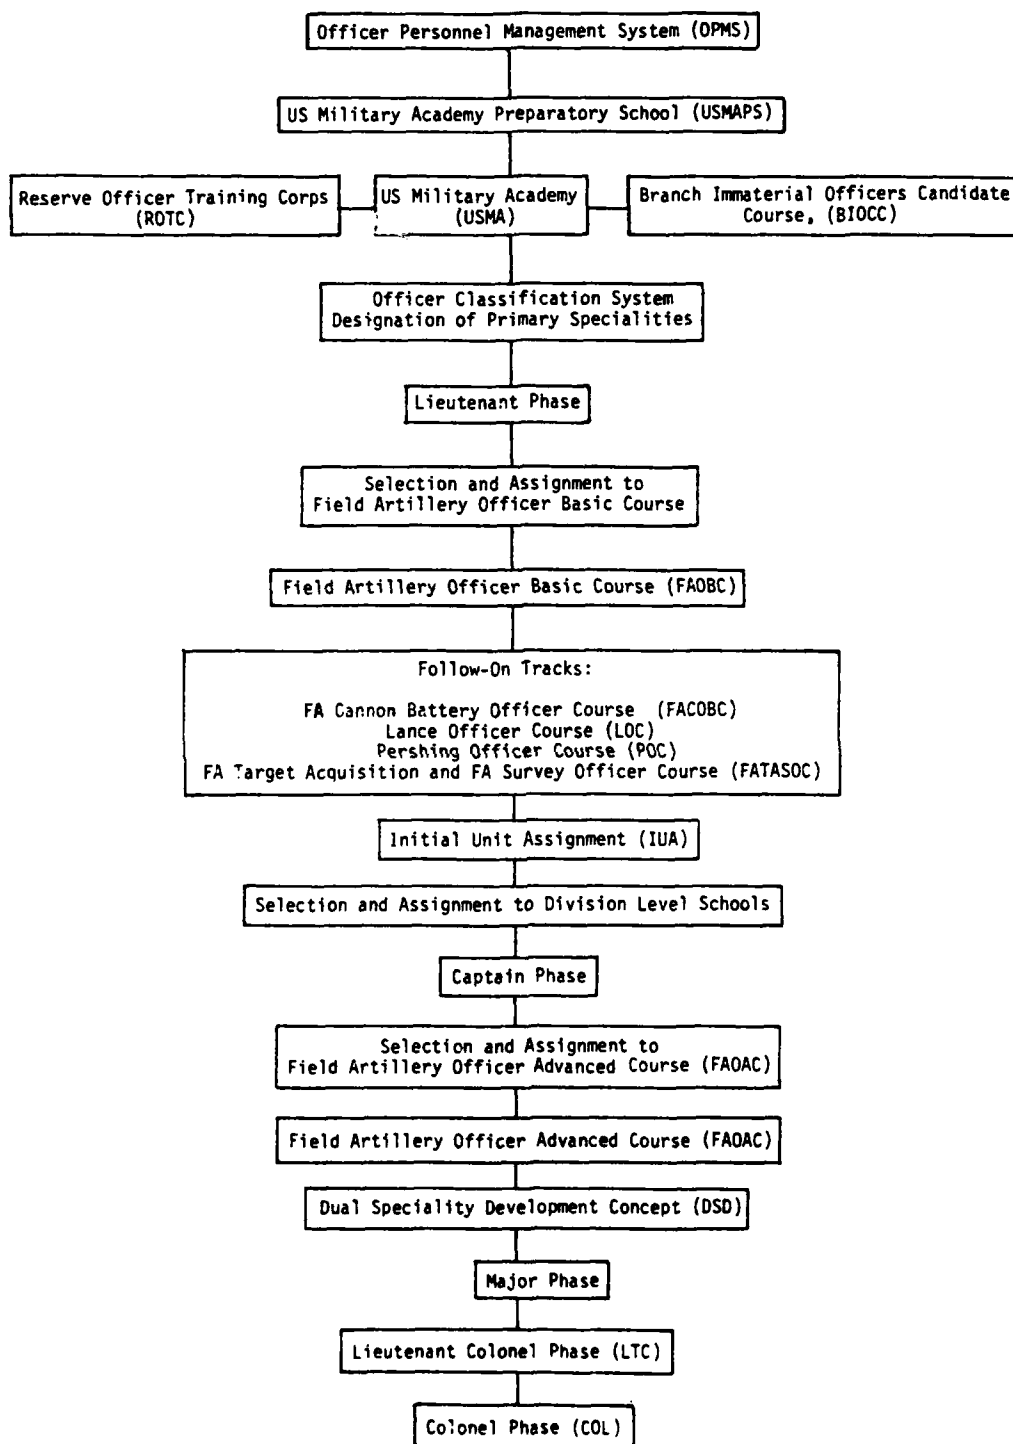 Officer Personnel Management System (OPMS)
US Military Academy Preparatory School (USMAPS)
Reserve Officer Training Corps
(ROTC)
US Military Academy
(USMA)
Branch Immaterial Officers Candidate
Course, (BIOCC)
Officer Classification System
Designation of Primary Specialities
Lieutenant Phase
Selection and Assignment to
Field Artillery Officer Basic Course
Field Artillery Officer Basic Course (FAOBC)
Follow-On Tracks:
FA Cannon Battery Officer Course (FACOBC)
Lance Officer Course (LOC)
Pershing Officer Course (POC)
FA Target Acquisition and FA Survey Officer Course (FATASOC)
Initial Unit Assignment (IUA)
Selection and Assignment to Division Level Schools
Captain Phase
Selection and Assignment to
Field Artillery Officer Advanced Course (FAOAC)
Field Artillery Officer Advanced Course (FAOAC)
Dual Speciality Development Concept (DSD)
Major Phase
Lieutenant Colonel Phase (LTC)
Colonel Phase (COL)